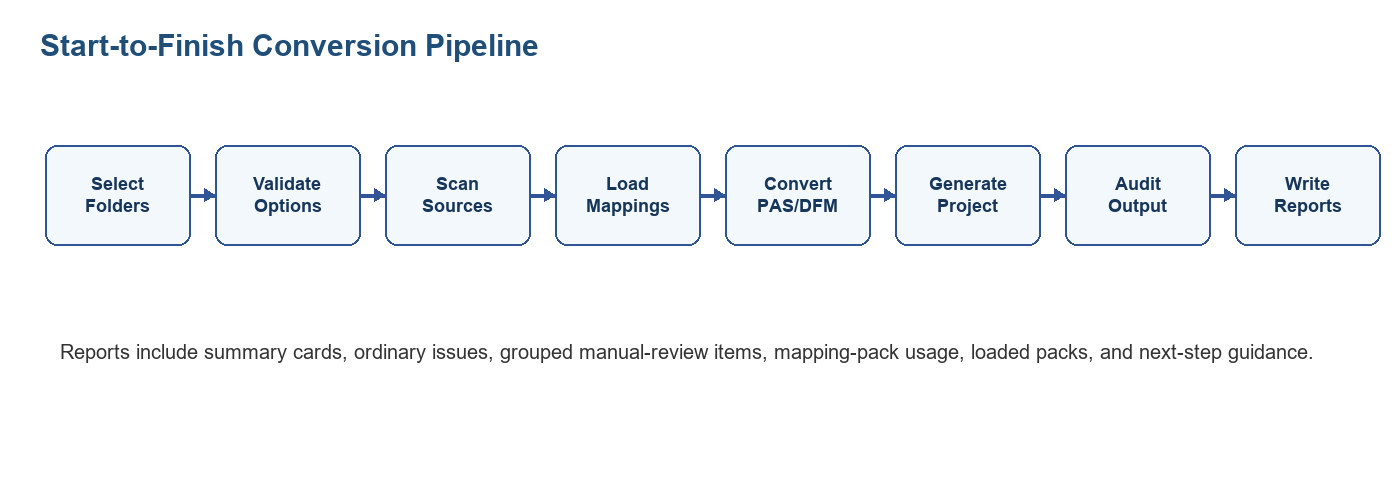 Start-to-Finish Conversion Pipeline
Select
Folders
Validate
Options
Scan
Sources
Load
Mappings
Convert
PAS/DFM
Generate
Project
Audit
Output
Write
Reports
Reports include summary cards, ordinary issues, grouped manual-review items, mapping-pack usage, loaded packs, and next-step guidance.